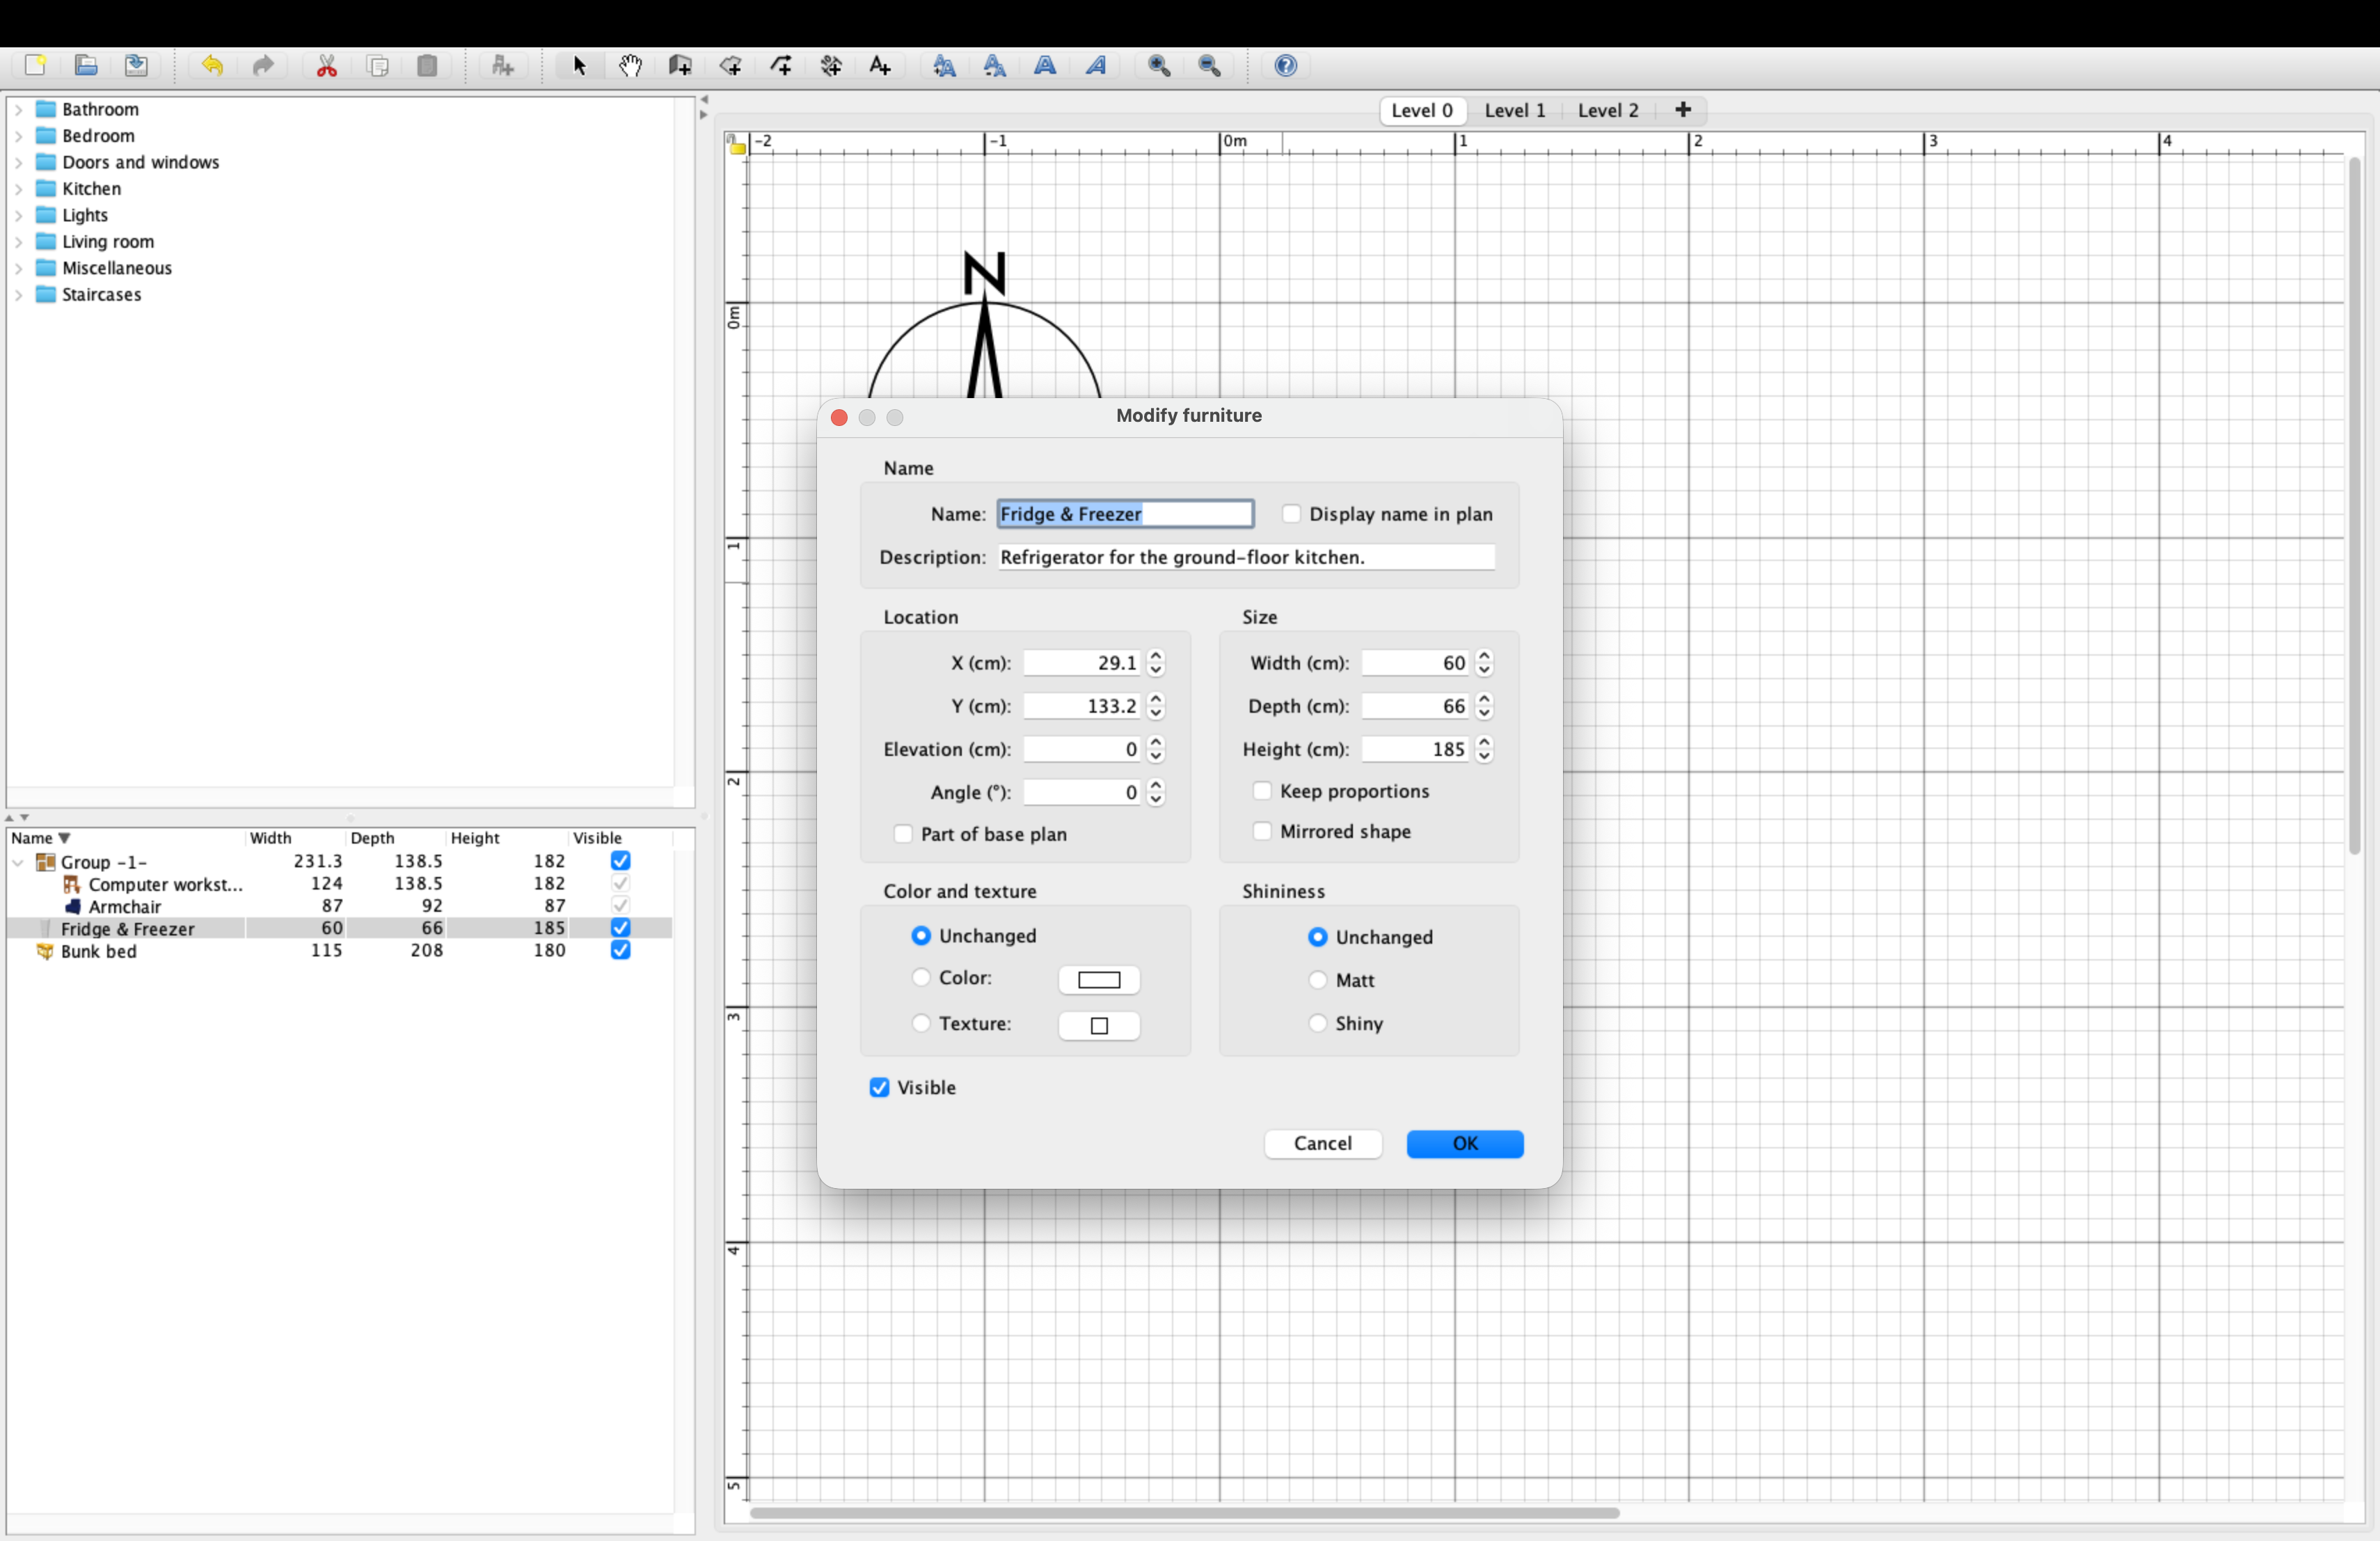 Level 0 Level 1 Level 2
-2 -1 0m 1 2 3 4
Bathroom
Bedroom
Doors and windows
Kitchen
Lights
Living room
Miscellaneous
Staircases
N
0m
1
2
3
4
5
Modify furniture
Name
Name: Fridge & Freezer Display name in plan
Description: Refrigerator for the ground-floor kitchen.
Location Size
X (cm): 29.1 Width (cm): 60
Y (cm): 133.2 Depth (cm): 66
Elevation (cm): 0 Height (cm): 185
Angle (°): 0 Keep proportions
Part of base plan Mirrored shape
Color and texture Shininess
Unchanged Unchanged
Color: Matt
Texture: Shiny
Visible
Cancel OK
Name Width Depth Height Visible
Group -1- 231.3 138.5 182
Computer workst... 124 138.5 182
Armchair 87 92 87
Fridge & Freezer 60 66 185
Bunk bed 115 208 180